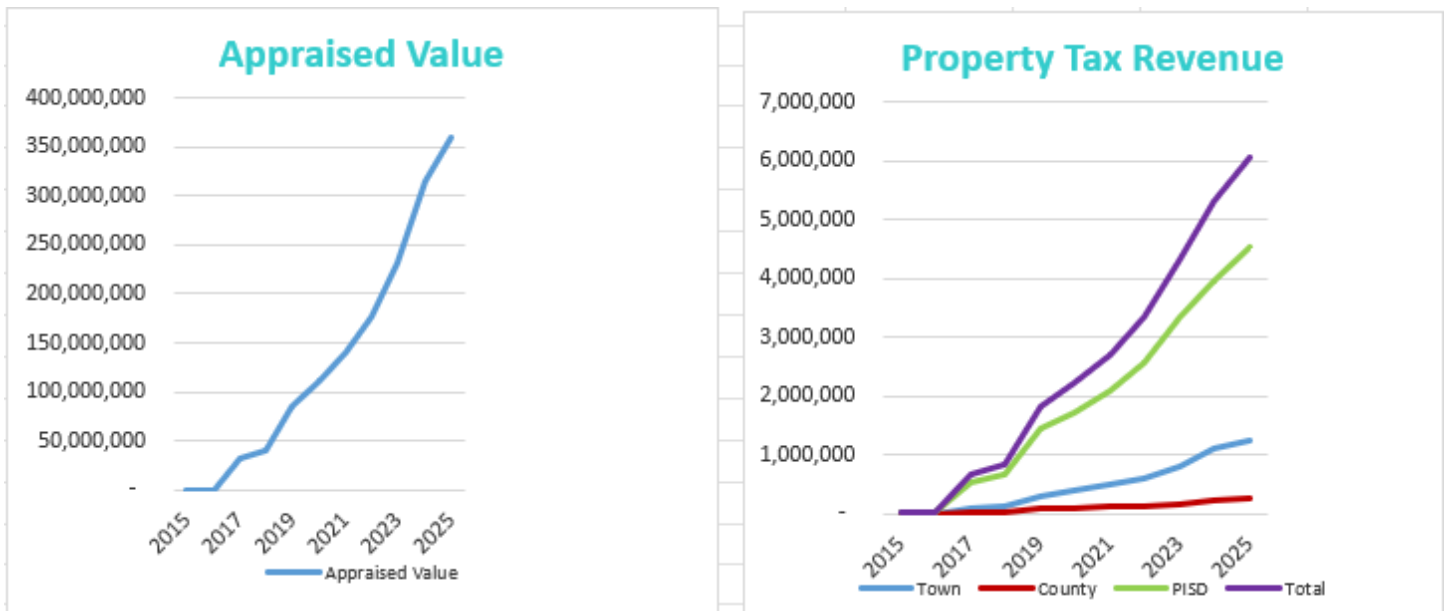 Appraised Value
400,000,000
350,000,000
300,000,000
250,000,000
200,000,000
150,000,000
100,000,000
50,000,000
-
2015 2017 2019 2021 2023 2025
Appraised Value
Property Tax Revenue
7,000,000
6,000,000
5,000,000
4,000,000
3,000,000
2,000,000
1,000,000
-
2015 2017 2019 2021 2023 2025
Town County PISD Total